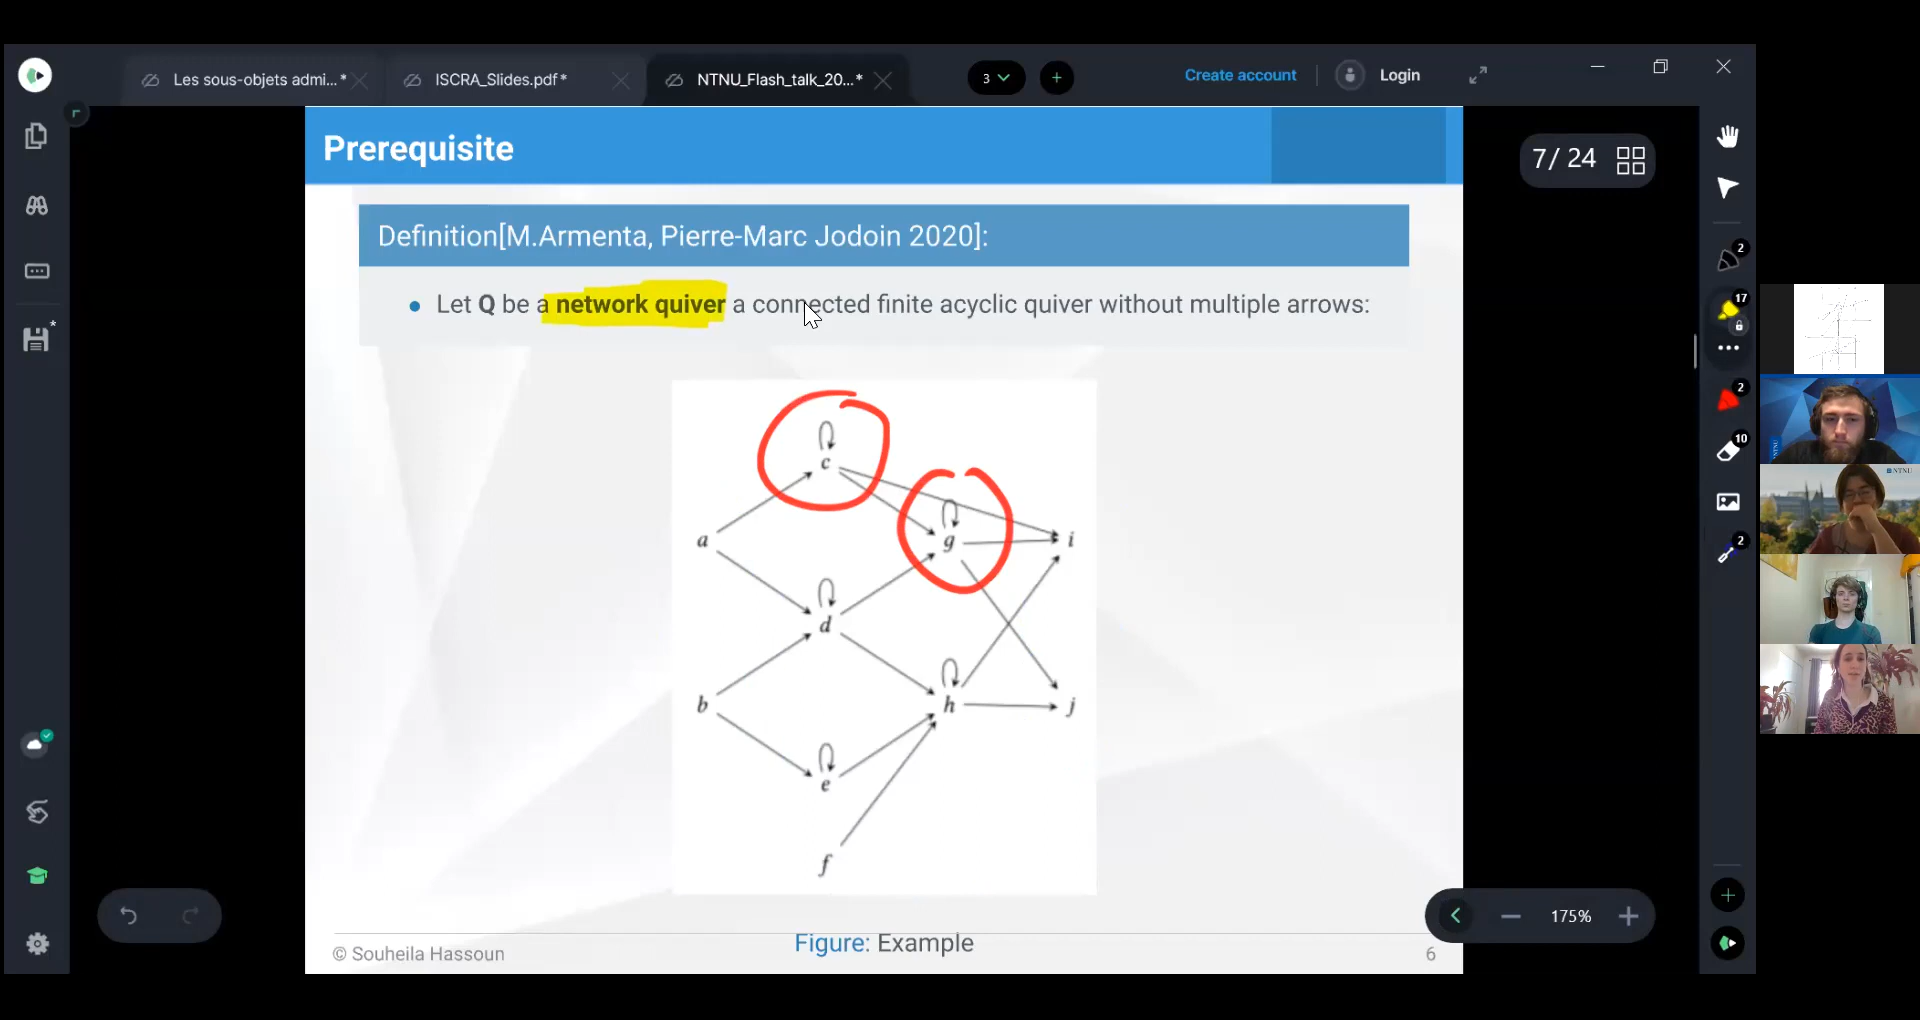 Les sous-objets admi...*
ISCRA_Slides.pdf*
NTNU_Flash_talk_20...*
3
Create account
Login
Prerequisite
7/ 24
Definition[M.Armenta, Pierre-Marc Jodoin 2020]:
Let Q be a network quiver a connected finite acyclic quiver without multiple arrows:
2
17
2
10
2
c
a
g
i
d
b
h
j
e
f
175%
Figure: Example
© Souheila Hassoun
6
NTNU
NTNU